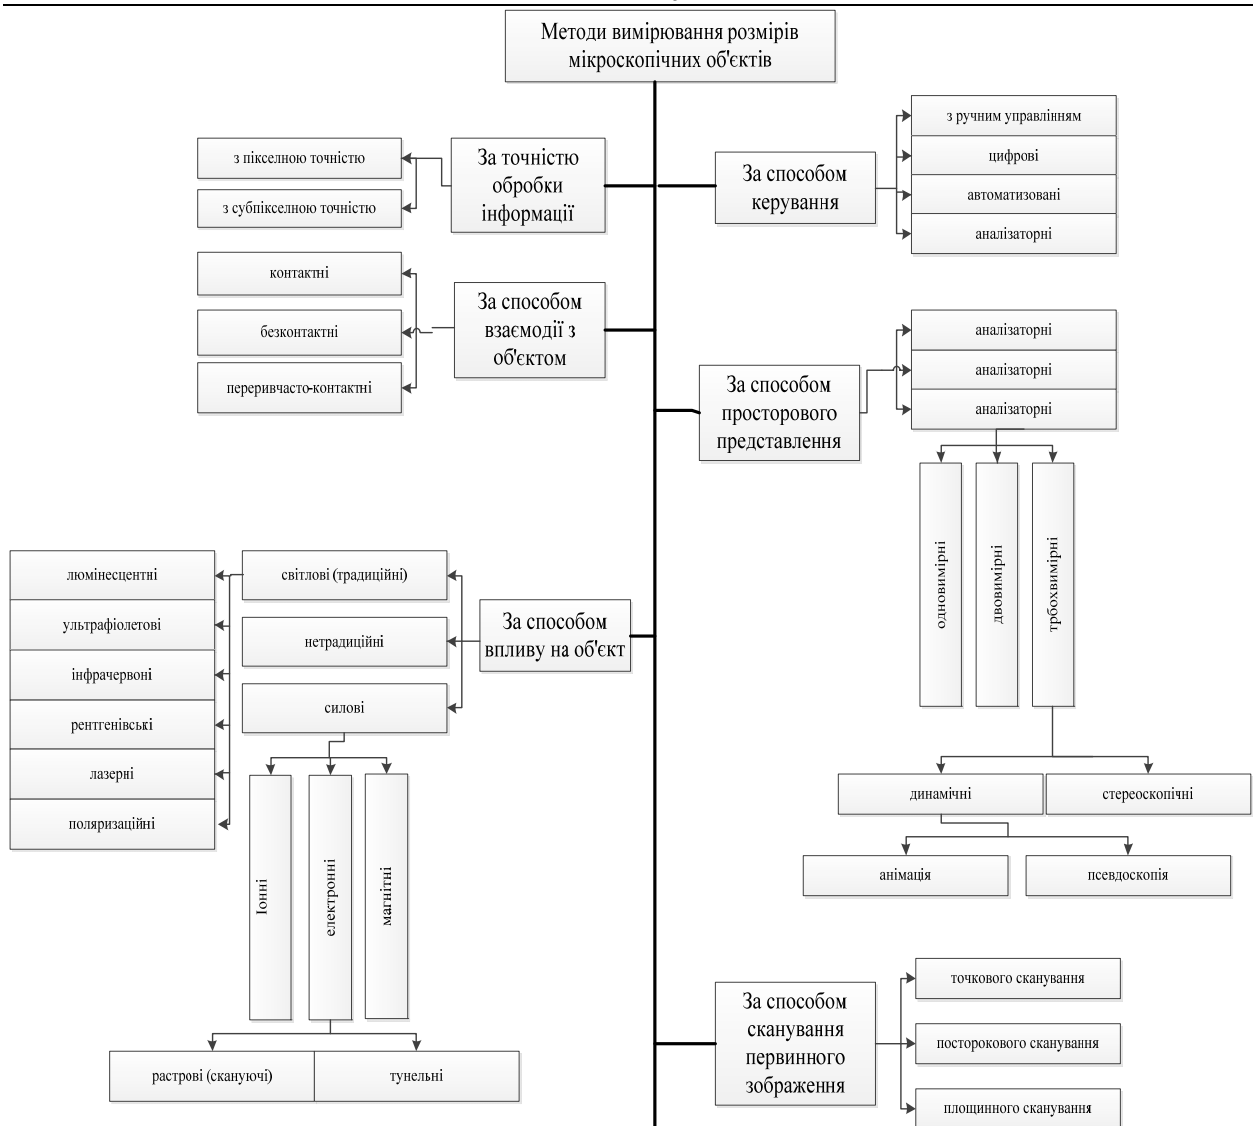 Методи вимірювання розмірів
мікроскопічних об'єктів
За точністю
обробки
інформації
з піксельною точністю
з субпіксельною точністю
За способом
керування
з ручним управлінням
цифрові
автоматизовані
аналізаторні
За способом
взаємодії з
об'єктом
контактні
безконтактні
переривчасто-контактні
За способом
просторового
представлення
аналізаторні
аналізаторні
аналізаторні
одновимірні
двовимірні
трбохвимірні
динамічні
стереоскопічні
анімація
псевдоскопія
За способом
впливу на об'єкт
світлові (традиційні)
нетрадиційні
силові
люмінесцентні
ультрафіолетові
інфрачервоні
рентгенівські
лазерні
поляризаційні
Іонні
електронні
магнітні
растрові (скануючі)
тунельні
За способом
сканування
первинного
зображення
точкового сканування
посторокового сканування
площинного сканування